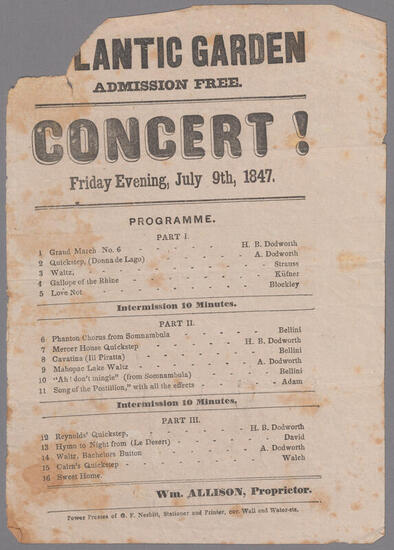 LANTIC GARDEN
ADMISSION FREE.
CONCERT!
Friday Evening, July 9th, 1847.
PROGRAMME.
PART I.
1 Grand March No. 6 - - - H. B. Dodworth
2 Quickstep, (Donna de Lago) - - - A. Dodworth
3 Waltz, - - - - - - Strauss
4 Gallope of the Rhine - - - - Küfner
5 Love Not - - - - - - Blockley
Intermission 10 Minutes.
PART II.
6 Phanton Chorus from Somnambula - - - Bellini
7 Mercer House Quickstep - - - H. B. Dodworth
8 Cavatina (Ill Piratta) - - - - Bellini
9 Mahopac Lake Waltz - - - - A. Dodworth
10 "Ah! don't mingle" (from Somnambula) - - - Bellini
11 Song of the Postillion," with all the effects - - Adam
Intermission 10 Minutes,
PART III.
12 Reynolds' Quickstep, - - - H. B. Dodworth
13 Hymn to Night from (Le Desert) - - - David
14 Waltz, Bachelors Button - - - A. Dodworth
15 Cairn's Quickstep - - - - Walch
16 Sweet Home.
Wm. ALLISON, Proprietor.
Power Presses of G. F. Nesbitt, Stationer and Printer, cor. Wall and Water-sts.